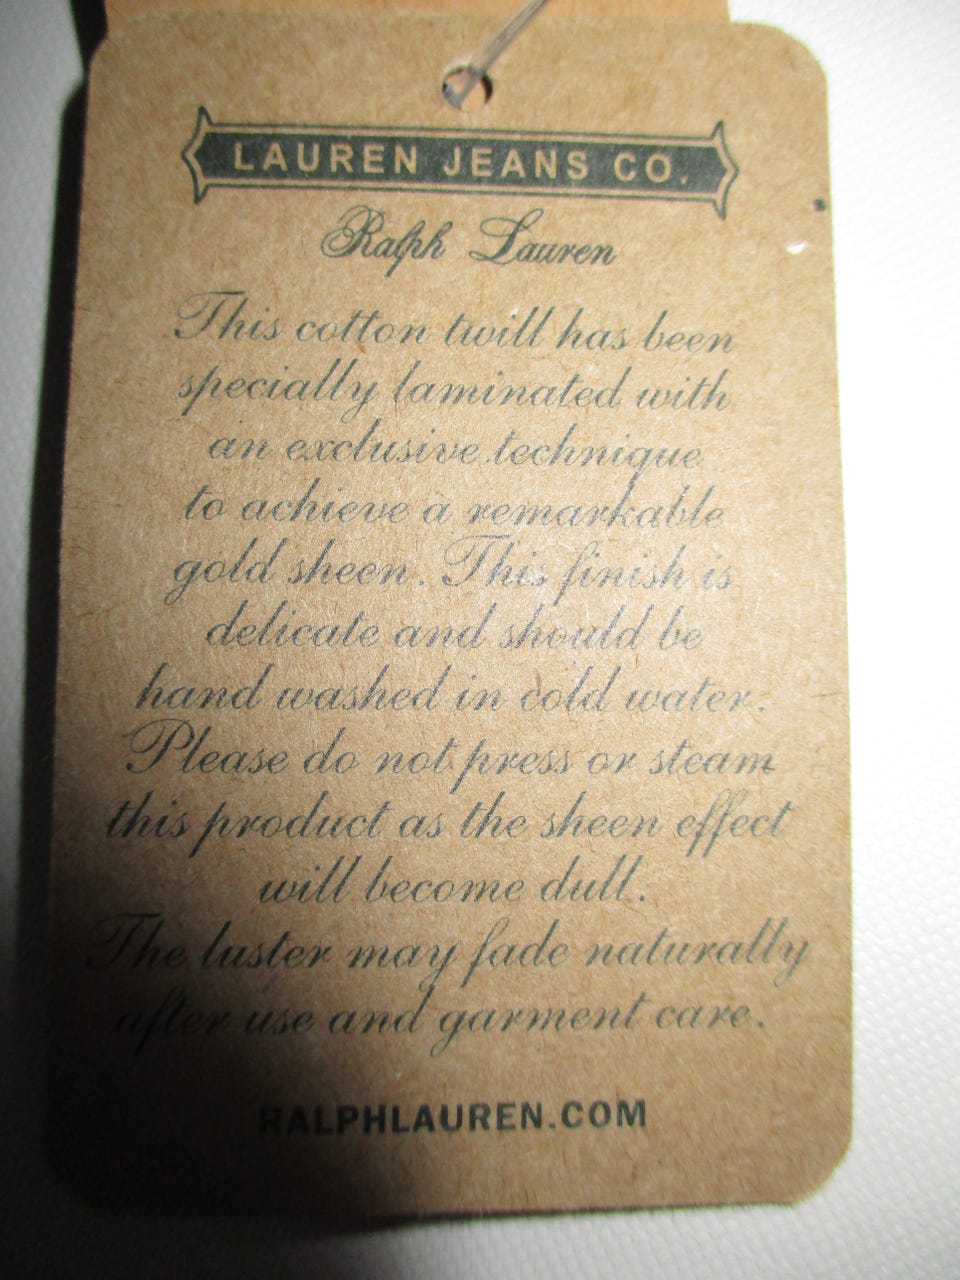 LAUREN JEANS CO.
Ralph Lauren
This cotton twill has been
specially laminated with
an exclusive technique
to achieve a remarkable
gold sheen. This finish is
delicate and should be
hand washed in cold water.
Please do not press or steam
this product as the sheen effect
will become dull.
The luster may fade naturally
after use and garment care.
RALPHLAUREN.COM